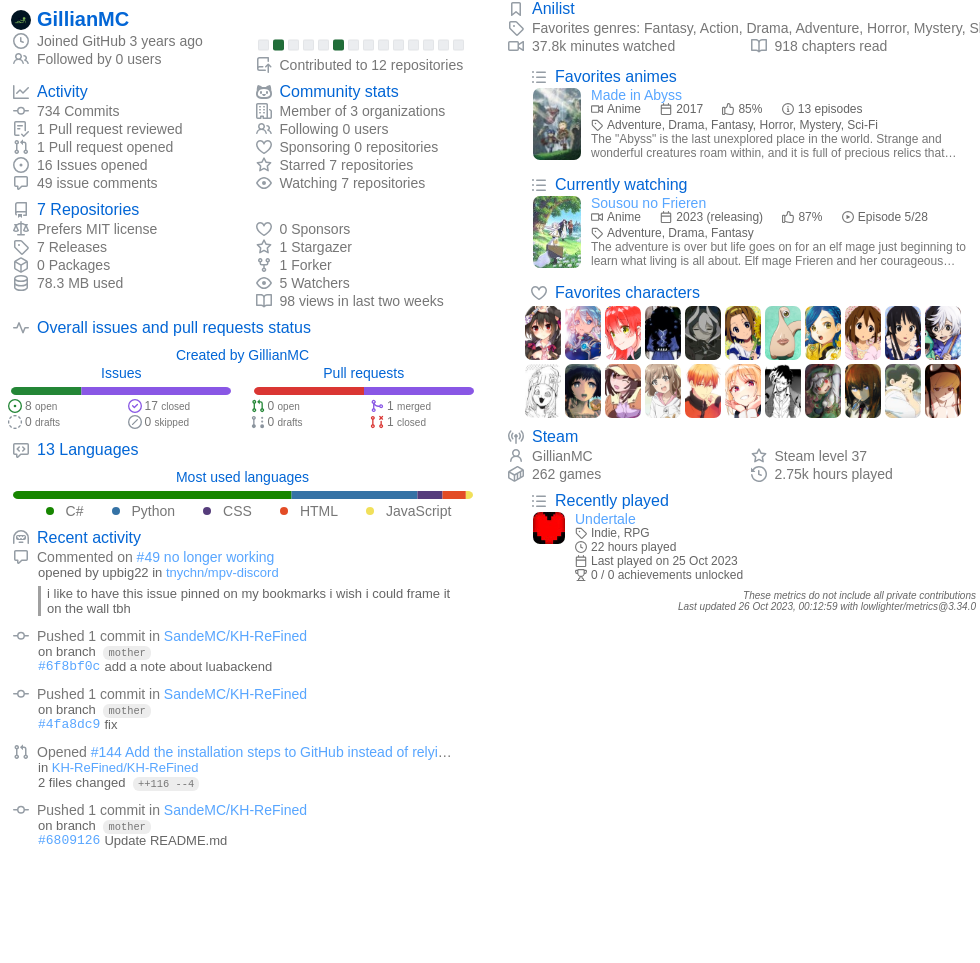 GillianMC
Joined GitHub 3 years ago
Followed by 0 users
Contributed to 12 repositories
Activity
734 Commits
1 Pull request reviewed
1 Pull request opened
16 Issues opened
49 issue comments
Community stats
Member of 3 organizations
Following 0 users
Sponsoring 0 repositories
Starred 7 repositories
Watching 7 repositories
7 Repositories
Prefers MIT license
7 Releases
0 Packages
78.3 MB used
0 Sponsors
1 Stargazer
1 Forker
5 Watchers
98 views in last two weeks
Overall issues and pull requests status
Created by GillianMC
Issues
8 open 17 closed
0 drafts 0 skipped
Pull requests
0 open 1 merged
0 drafts 1 closed
13 Languages
Most used languages
C# Python CSS HTML JavaScript
Recent activity
Commented on #49 no longer working
opened by upbig22 in tnychn/mpv-discord
i like to have this issue pinned on my bookmarks i wish i could frame it
on the wall tbh
Pushed 1 commit in SandeMC/KH-ReFined
on branch mother
#6f8bf0c add a note about luabackend
Pushed 1 commit in SandeMC/KH-ReFined
on branch mother
#4fa8dc9 fix
Opened #144 Add the installation steps to GitHub instead of relyi…
in KH-ReFined/KH-ReFined
2 files changed ++116 --4
Pushed 1 commit in SandeMC/KH-ReFined
on branch mother
#6809126 Update README.md
Anilist
Favorites genres: Fantasy, Action, Drama, Adventure, Horror, Mystery,
37.8k minutes watched 918 chapters read
Favorites animes
Made in Abyss
Anime 2017 85% 13 episodes
Adventure, Drama, Fantasy, Horror, Mystery, Sci-Fi
The "Abyss" is the last unexplored place in the world. Strange and
wonderful creatures roam within, and it is full of precious relics that…
Currently watching
Sousou no Frieren
Anime 2023 (releasing) 87% Episode 5/28
Adventure, Drama, Fantasy
The adventure is over but life goes on for an elf mage just beginning to
learn what living is all about. Elf mage Frieren and her courageous…
Favorites characters
Steam
GillianMC Steam level 37
262 games 2.75k hours played
Recently played
Undertale
Indie, RPG
22 hours played
Last played on 25 Oct 2023
0 / 0 achievements unlocked
These metrics do not include all private contributions
Last updated 26 Oct 2023, 00:12:59 with lowlighter/metrics@3.34.0